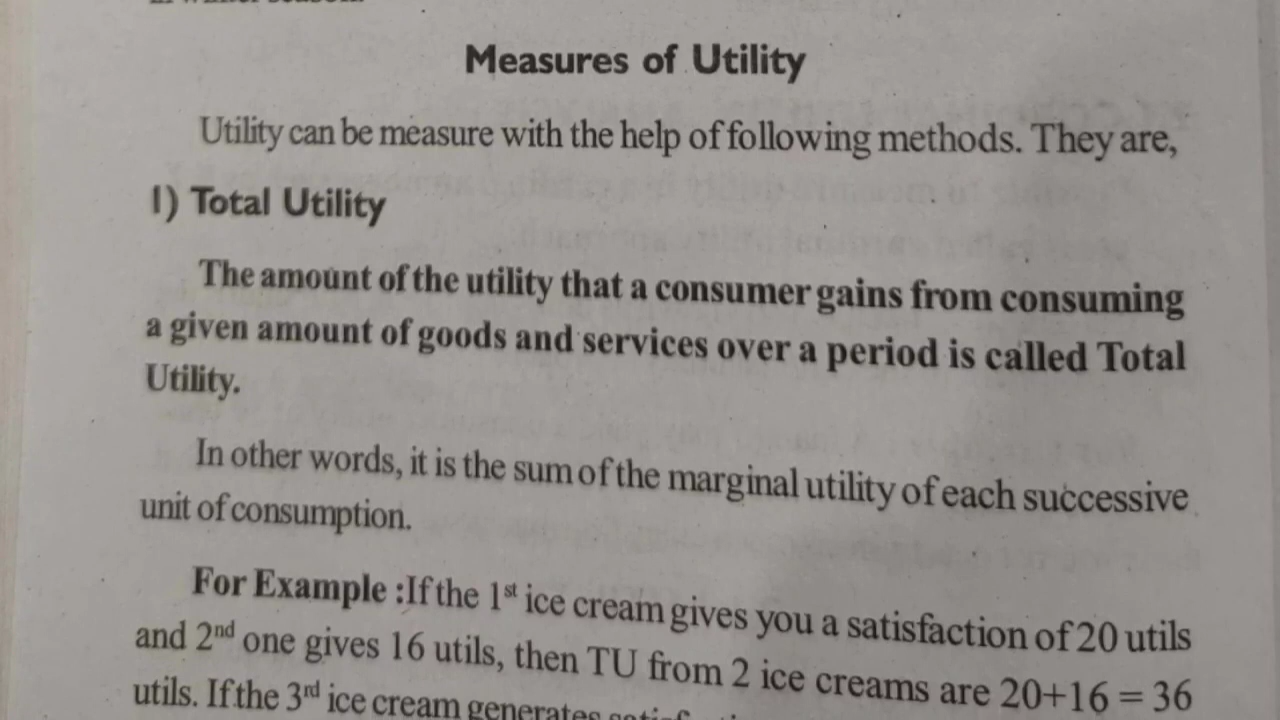 Measures of Utility
Utility can be measure with the help of following methods. They are,
1) Total Utility
The amount of the utility that a consumer gains from consuming
a given amount of goods and services over a period is called Total
Utility.
In other words, it is the sum of the marginal utility of each successive
unit of consumption.
For Example :If the 1st ice cream gives you a satisfaction of 20 utils
and 2nd one gives 16 utils, then TU from 2 ice creams are 20+16 = 36
utils. If the 3rd ice cream generates